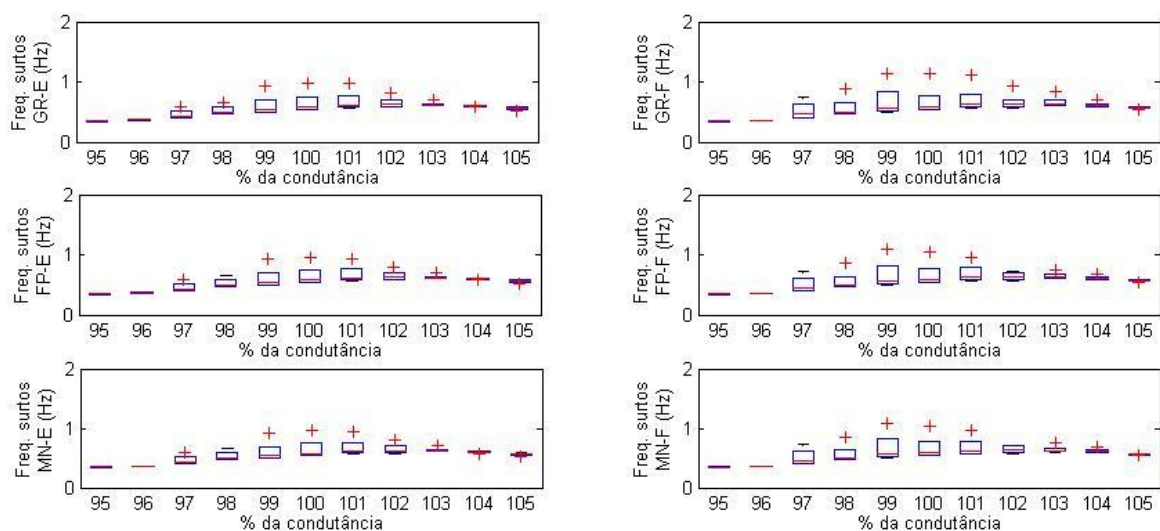 2
1
0
Freq. surtos
GR-E (Hz)
95 96 97 98 99 100 101 102 103 104 105
% da condutância
2
1
0
Freq. surtos
GR-F (Hz)
95 96 97 98 99 100 101 102 103 104 105
% da condutância
2
1
0
Freq. surtos
FP-E (Hz)
95 96 97 98 99 100 101 102 103 104 105
% da condutância
2
1
0
Freq. surtos
FP-F (Hz)
95 96 97 98 99 100 101 102 103 104 105
% da condutância
2
1
0
Freq. surtos
MN-E (Hz)
95 96 97 98 99 100 101 102 103 104 105
% da condutância
2
1
0
Freq. surtos
MN-F (Hz)
95 96 97 98 99 100 101 102 103 104 105
% da condutância